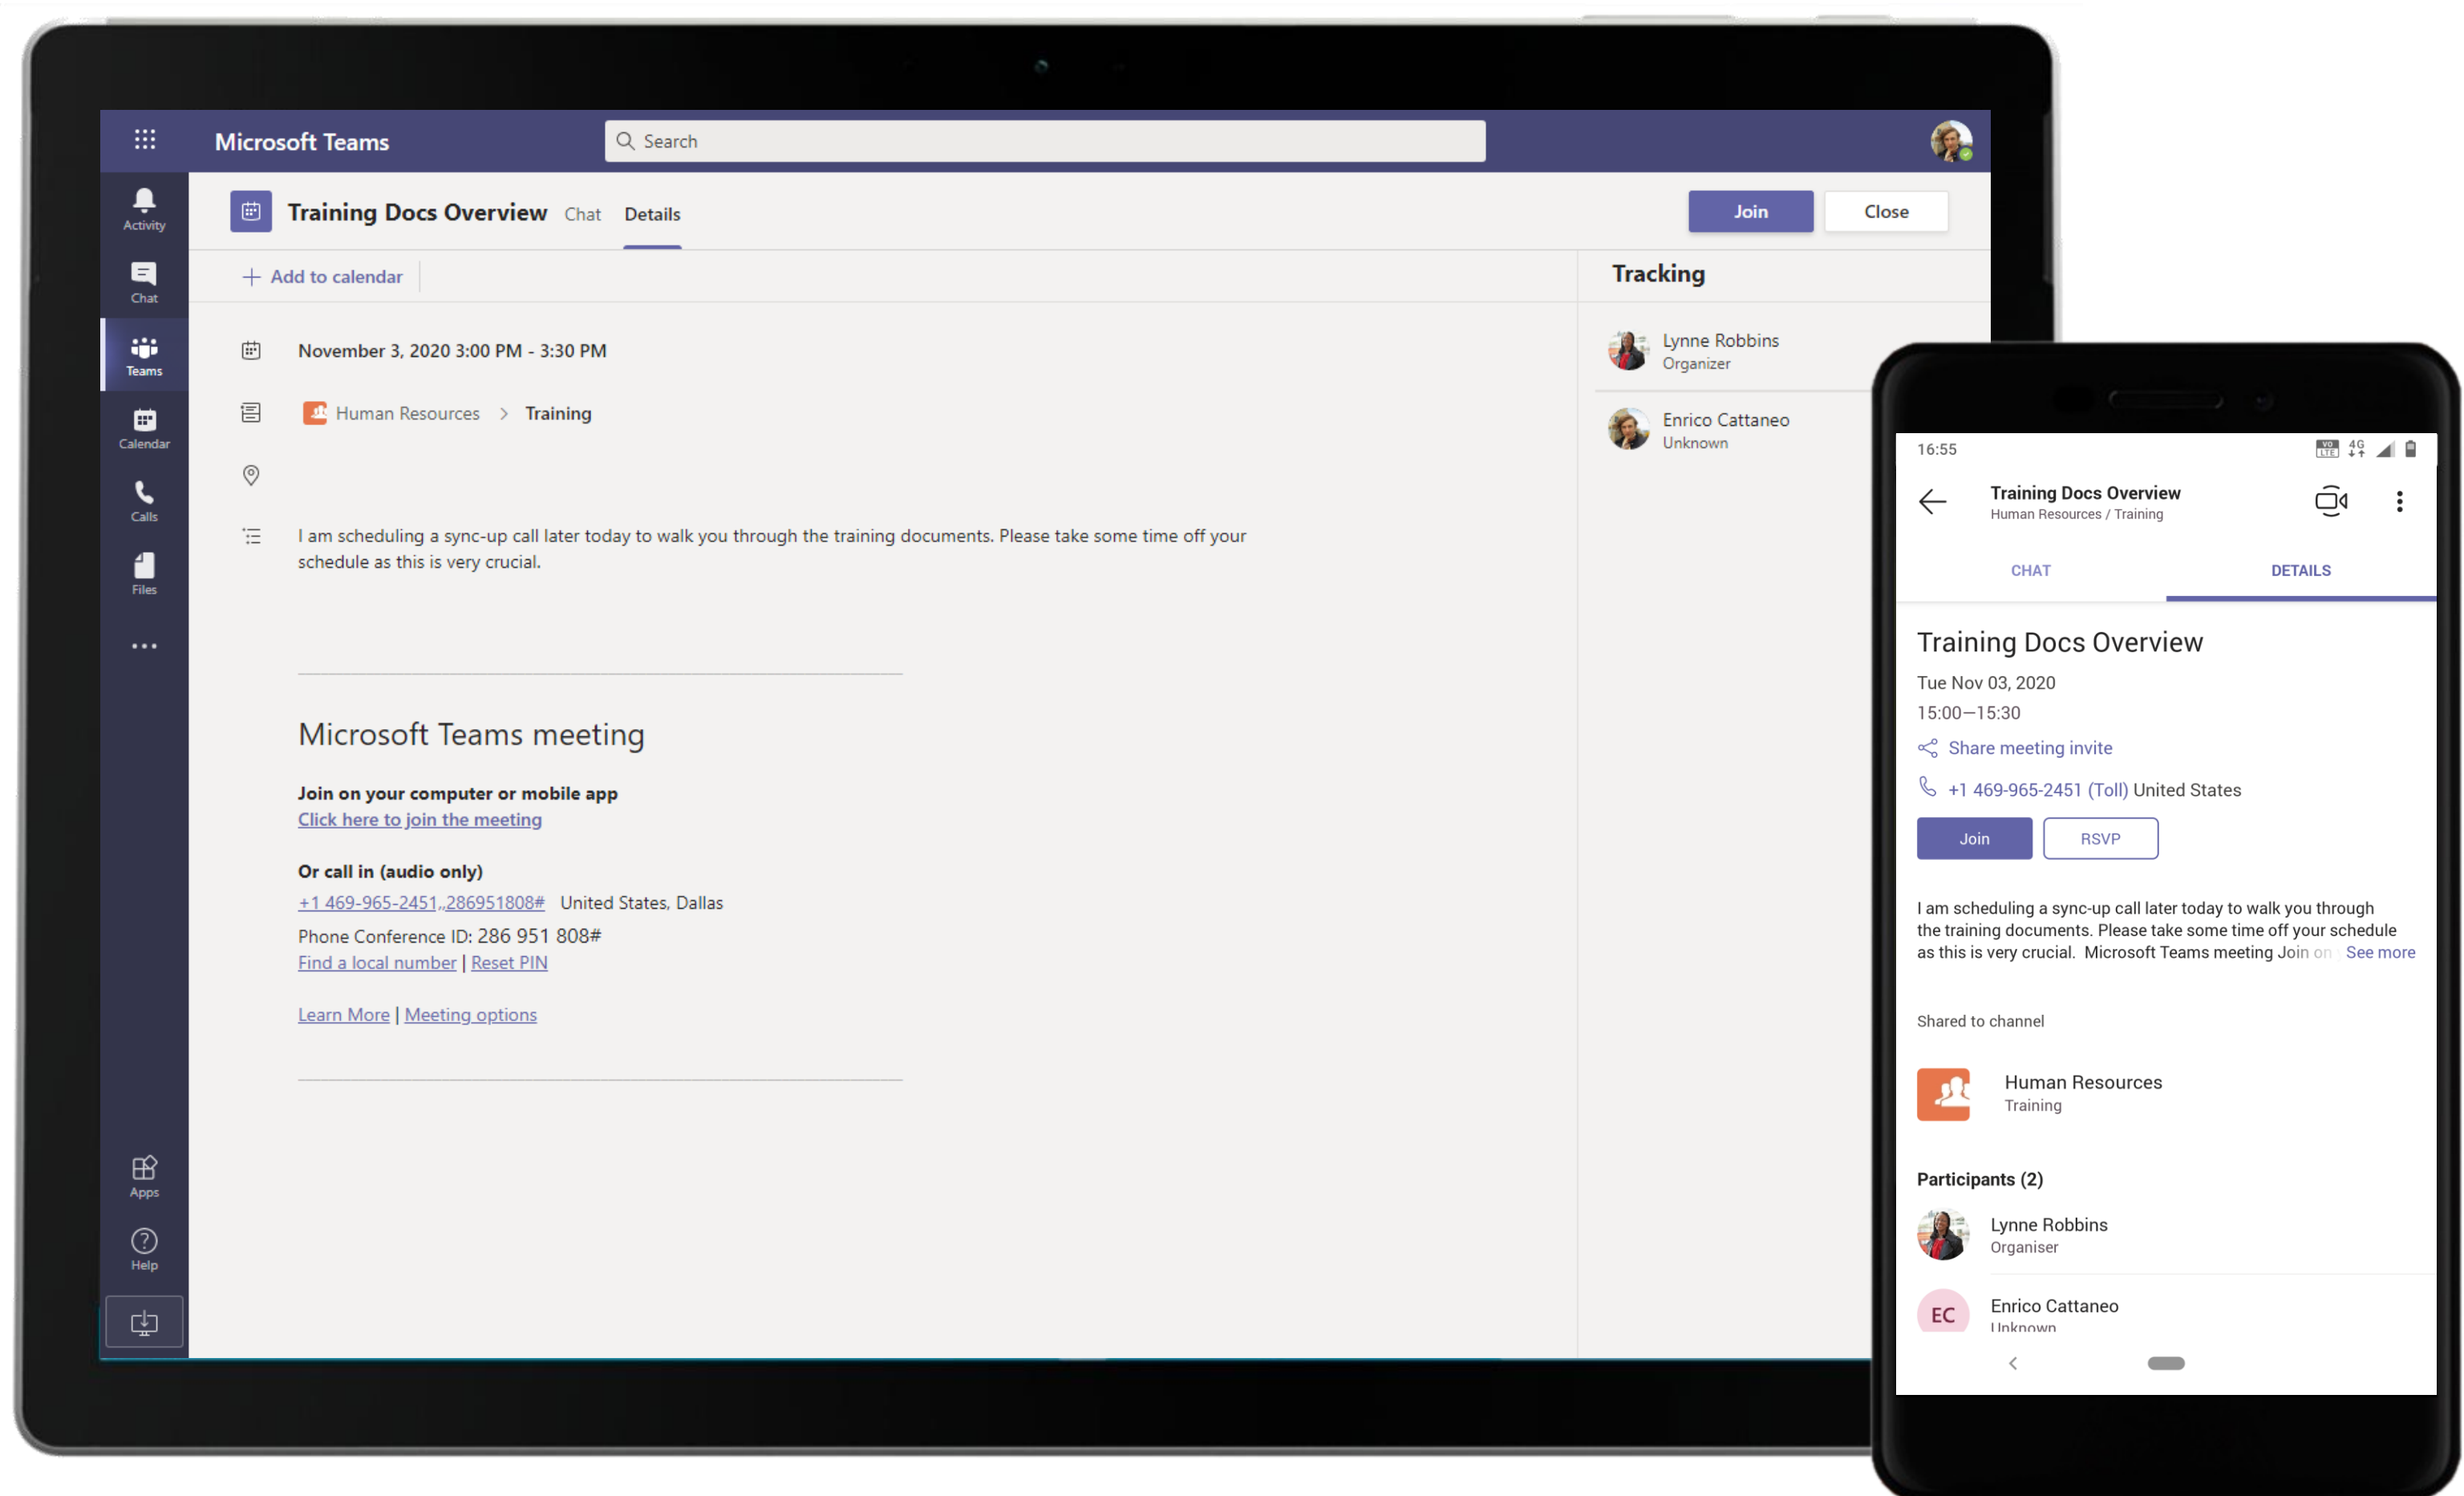 Microsoft Teams
Search
Activity
Chat
Teams
Calendar
Calls
Files
Apps
Help
Training Docs Overview
Chat
Details
Join
Close
Add to calendar
November 3, 2020 3:00 PM - 3:30 PM
Human Resources > Training
I am scheduling a sync-up call later today to walk you through the training documents. Please take some time off your
schedule as this is very crucial.
Microsoft Teams meeting
Join on your computer or mobile app
Click here to join the meeting
Or call in (audio only)
+1 469-965-2451,,286951808# United States, Dallas
Phone Conference ID: 286 951 808#
Find a local number | Reset PIN
Learn More | Meeting options
Tracking
Lynne Robbins
Organizer
Enrico Cattaneo
Unknown
16:55
VO LTE 4G
Training Docs Overview
Human Resources / Training
CHAT
DETAILS
Training Docs Overview
Tue Nov 03, 2020
15:00—15:30
Share meeting invite
+1 469-965-2451 (Toll) United States
Join
RSVP
I am scheduling a sync-up call later today to walk you through
the training documents. Please take some time off your schedule
as this is very crucial. Microsoft Teams meeting Join on See more
Shared to channel
Human Resources
Training
Participants (2)
Lynne Robbins
Organiser
EC
Enrico Cattaneo
Unknown